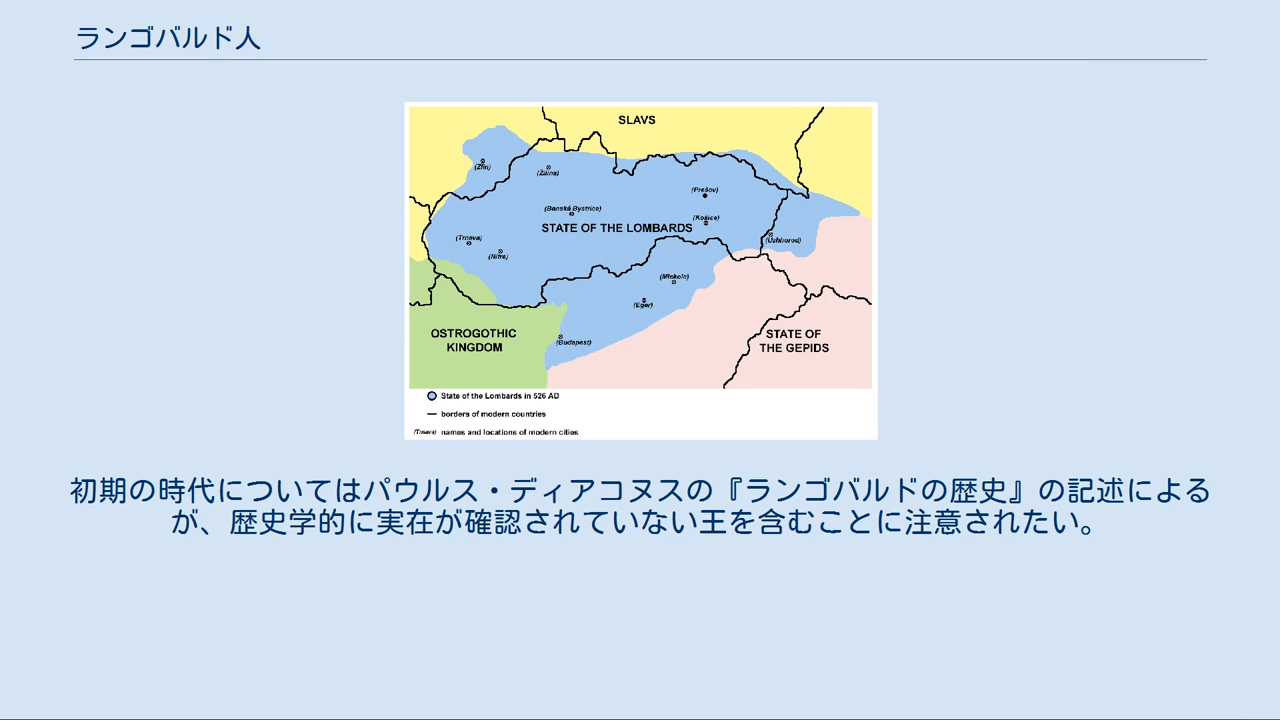 ランゴバルド人
SLAVS
(Zlín)
(Žilina)
(Prešov)
(Banská Bystrica)
(Košice)
STATE OF THE LOMBARDS
(Trnava)
(Uzhhorod)
(Nitra)
(Miskolc)
(Eger)
OSTROGOTHIC
KINGDOM
(Budapest)
STATE OF
THE GEPIDS
State of the Lombards in 526 AD
borders of modern countries
(Trnava) names and locations of modern cities
初期の時代についてはパウルス・ディアコヌスの『ランゴバルドの歴史』の記述による
が、歴史学的に実在が確認されていない王を含むことに注意されたい。